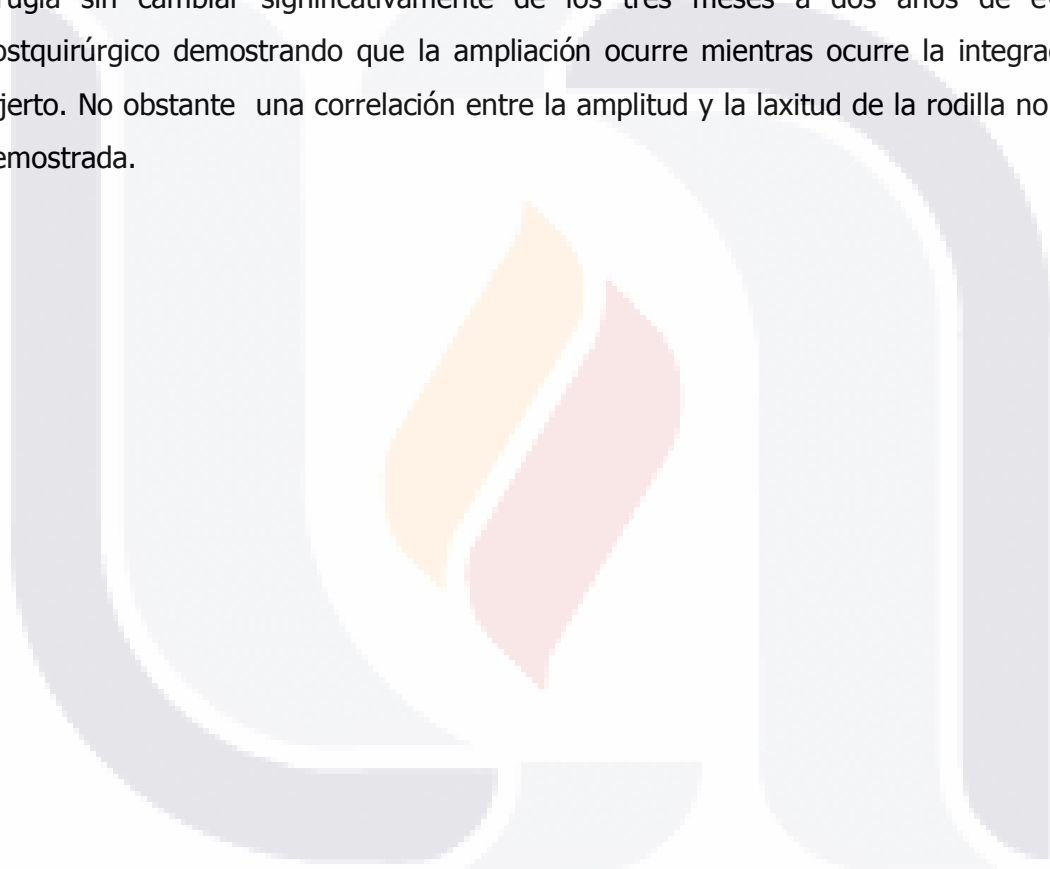 rugía sin cambiar significativamente de los tres meses a dos años de ev
ostquirúrgico demostrando que la ampliación ocurre mientras ocurre la integra
jerto. No obstante una correlación entre la amplitud y la laxitud de la rodilla no
emostrada.